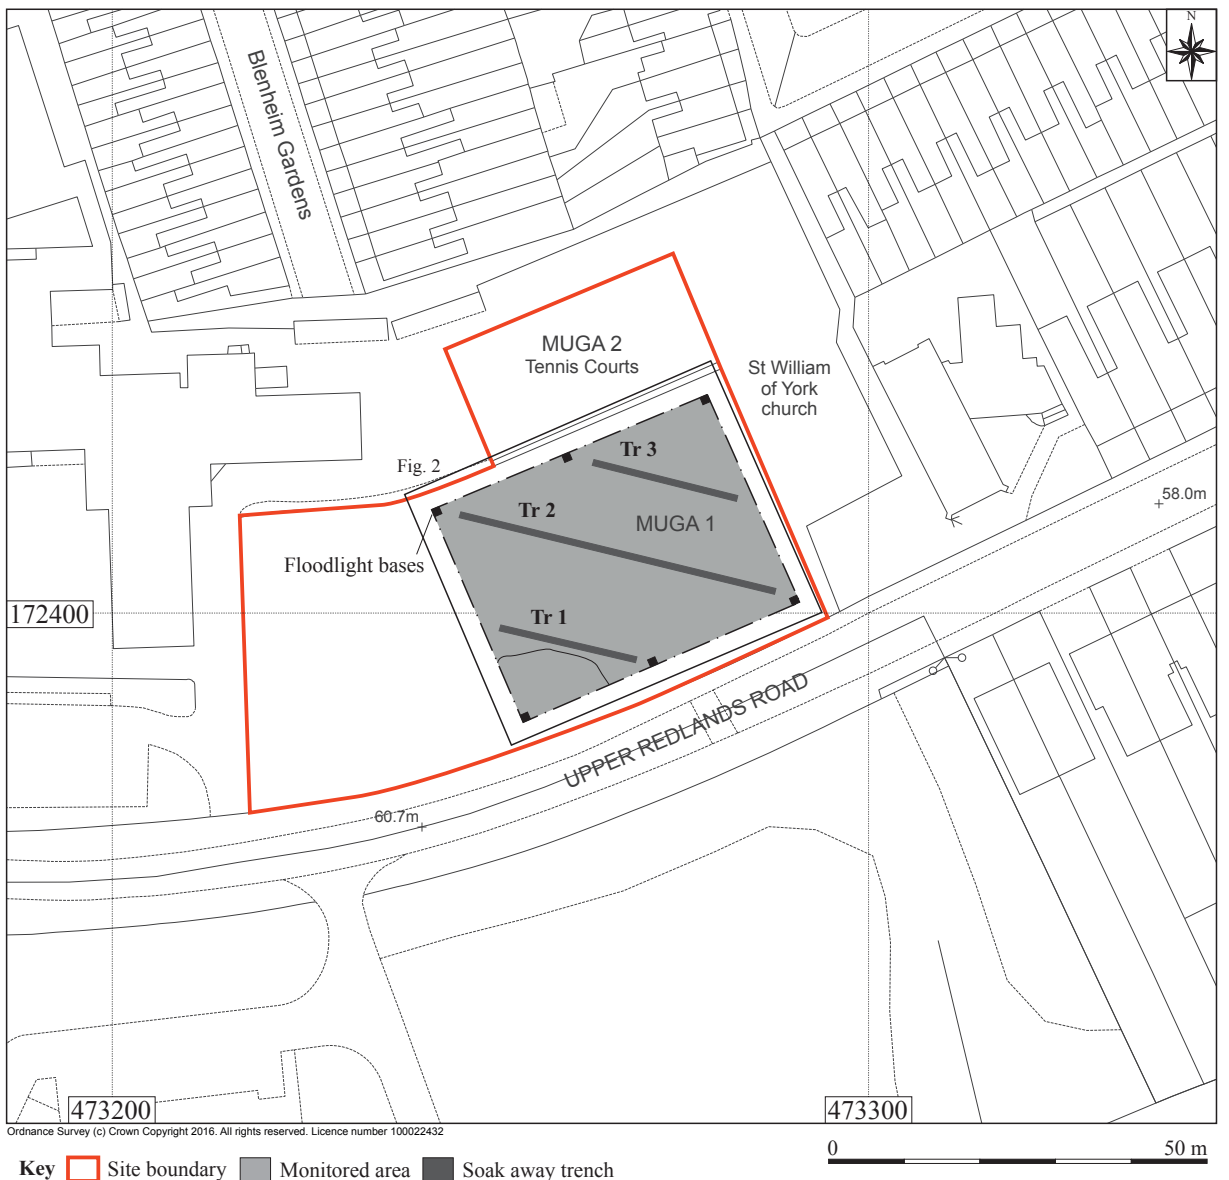 N
Blenheim Gardens
MUGA 2
Tennis Courts
St William
of York
church
Fig. 2
Tr 3
58.0m
Tr 2
MUGA 1
Floodlight bases
172400
Tr 1
UPPER REDLANDS ROAD
60.7m
473200
473300
Ordnance Survey (c) Crown Copyright 2016. All rights reserved. Licence number 100022432
0
50 m
Key
Site boundary
Monitored area
Soak away trench